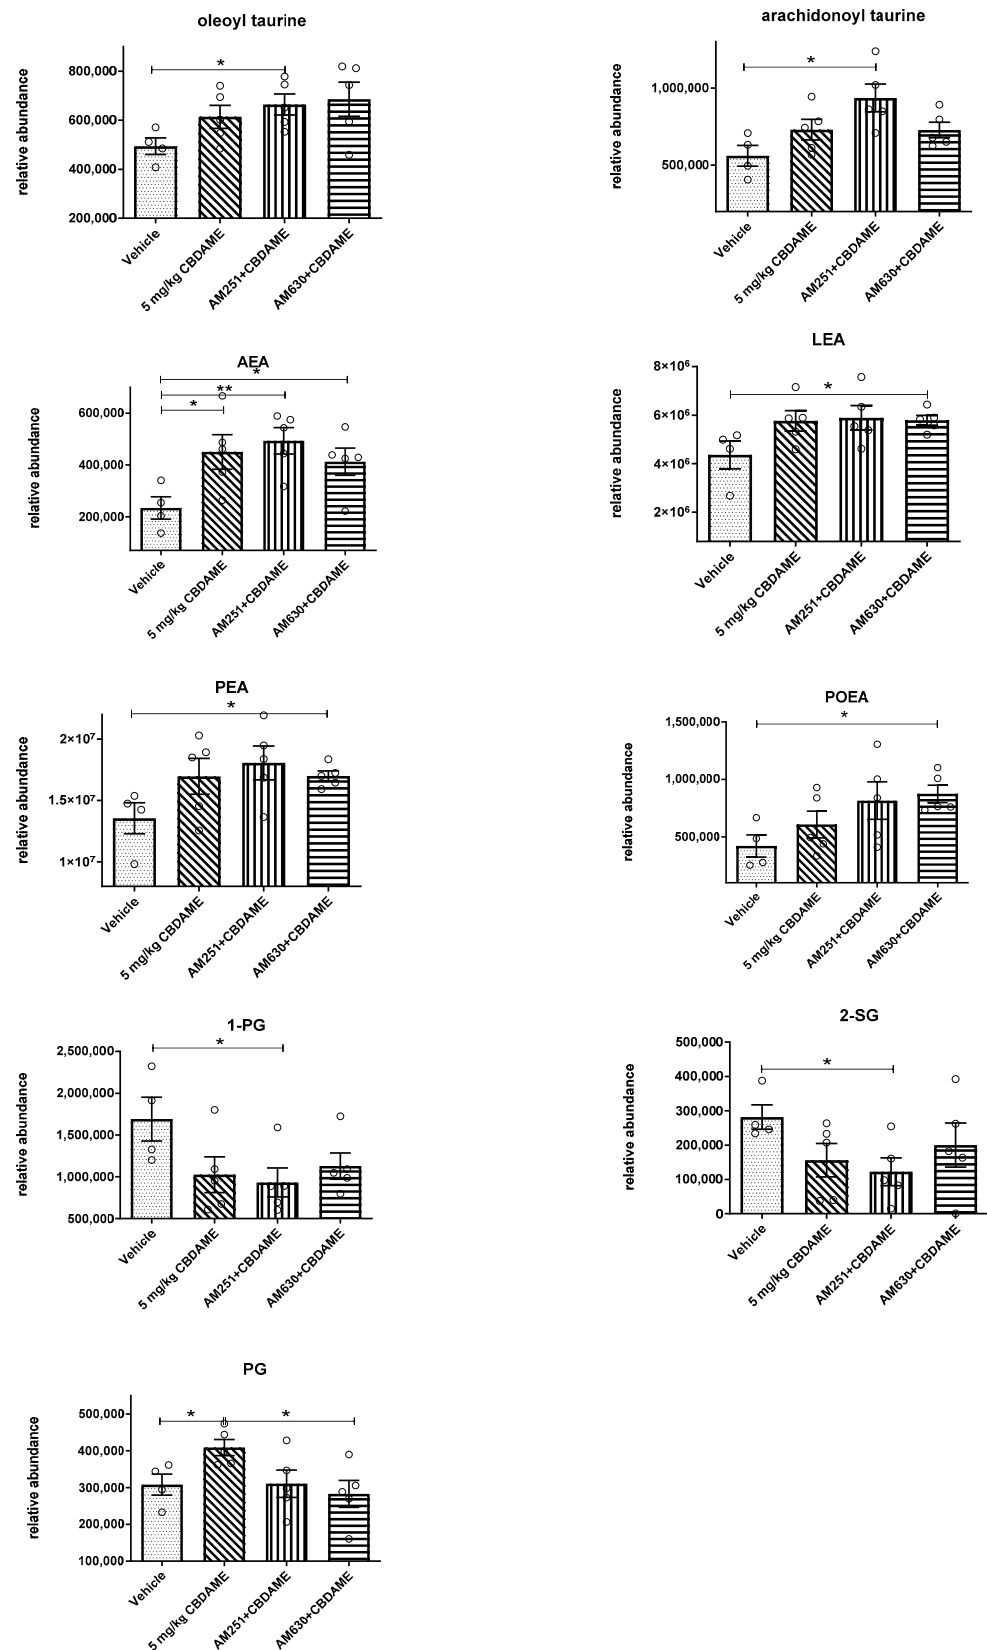 oleoyl taurine
relative abundance
800,000
600,000
400,000
200,000
*
Vehicle
5 mg/kg CBDAME
AM251+CBDAME
AM630+CBDAME
arachidonoyl taurine
relative abundance
1,000,000
500,000
*
Vehicle
5 mg/kg CBDAME
AM251+CBDAME
AM630+CBDAME
AEA
relative abundance
600,000
400,000
200,000
*
**
*
Vehicle
5 mg/kg CBDAME
AM251+CBDAME
AM630+CBDAME
LEA
relative abundance
8×10⁶
6×10⁶
4×10⁶
2×10⁶
*
Vehicle
5 mg/kg CBDAME
AM251+CBDAME
AM630+CBDAME
PEA
relative abundance
2×10⁷
1.5×10⁷
1×10⁷
*
Vehicle
5 mg/kg CBDAME
AM251+CBDAME
AM630+CBDAME
POEA
relative abundance
1,500,000
1,000,000
500,000
*
Vehicle
5 mg/kg CBDAME
AM251+CBDAME
AM630+CBDAME
1-PG
relative abundance
2,500,000
2,000,000
1,500,000
1,000,000
500,000
*
Vehicle
5 mg/kg CBDAME
AM251+CBDAME
AM630+CBDAME
2-SG
relative abundance
500,000
400,000
300,000
200,000
100,000
0
*
Vehicle
5 mg/kg CBDAME
AM251+CBDAME
AM630+CBDAME
PG
relative abundance
500,000
400,000
300,000
200,000
100,000
*
*
Vehicle
5 mg/kg CBDAME
AM251+CBDAME
AM630+CBDAME